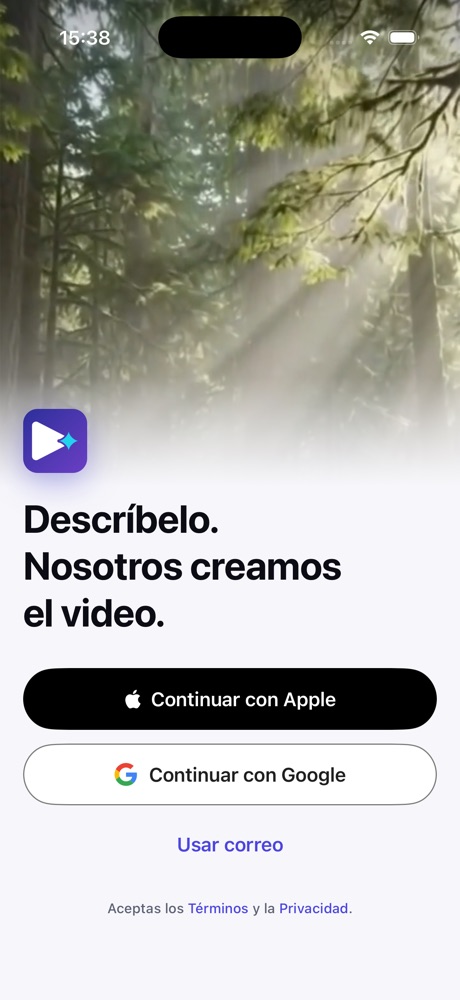 15:38
Descríbelo.
Nosotros creamos
el video.
Continuar con Apple
Continuar con Google
Usar correo
Aceptas los Términos y la Privacidad.